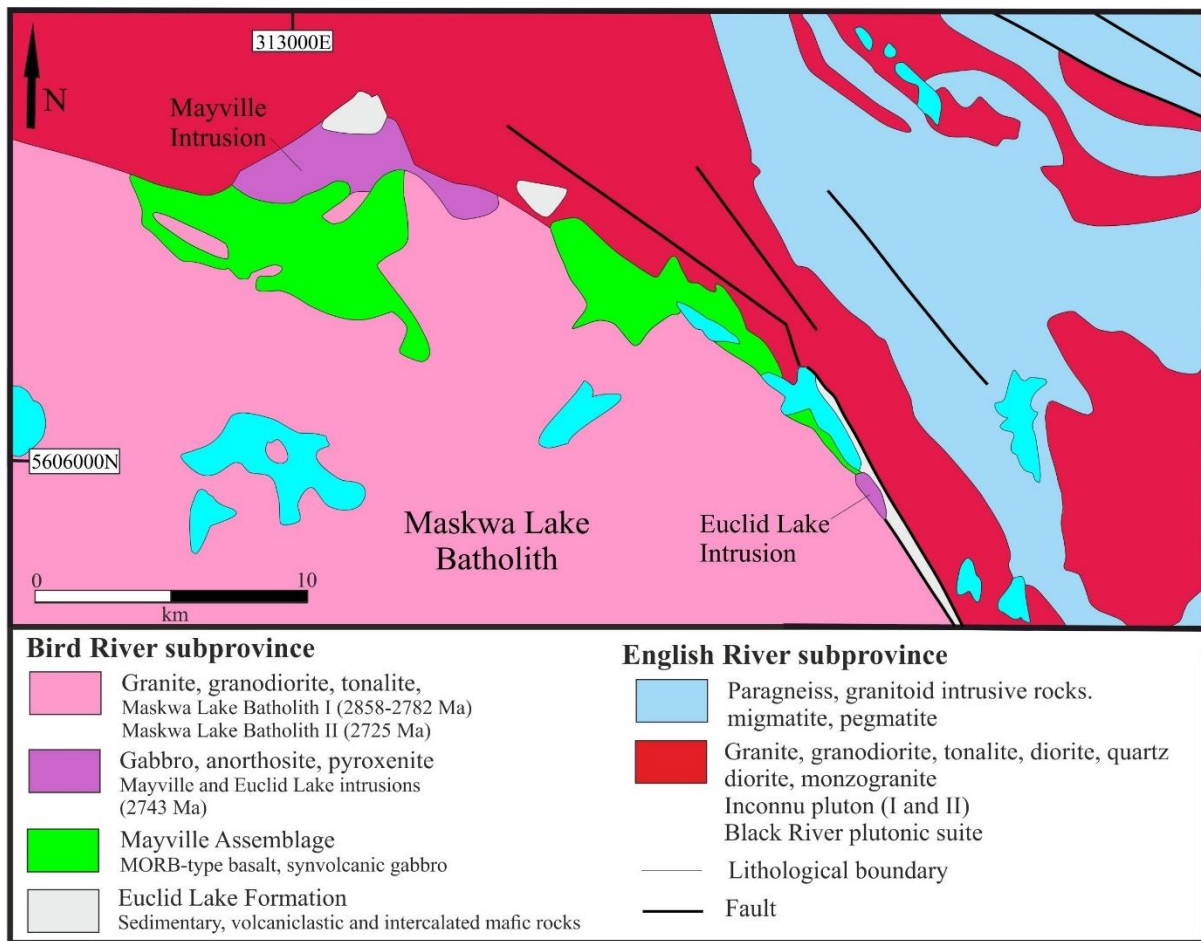 313000E
N
Mayville
Intrusion
5606000N
Maskwa Lake
Batholith
Euclid Lake
Intrusion
0 10
km
Bird River subprovince
Granite, granodiorite, tonalite,
Maskwa Lake Batholith I (2858-2782 Ma)
Maskwa Lake Batholith II (2725 Ma)
Gabbro, anorthosite, pyroxenite
Mayville and Euclid Lake intrusions
(2743 Ma)
Mayville Assemblage
MORB-type basalt, synvolcanic gabbro
Euclid Lake Formation
Sedimentary, volcaniclastic and intercalated mafic rocks
English River subprovince
Paragneiss, granitoid intrusive rocks.
migmatite, pegmatite
Granite, granodiorite, tonalite, diorite, quartz
diorite, monzogranite
Inconnu pluton (I and II)
Black River plutonic suite
Lithological boundary
Fault